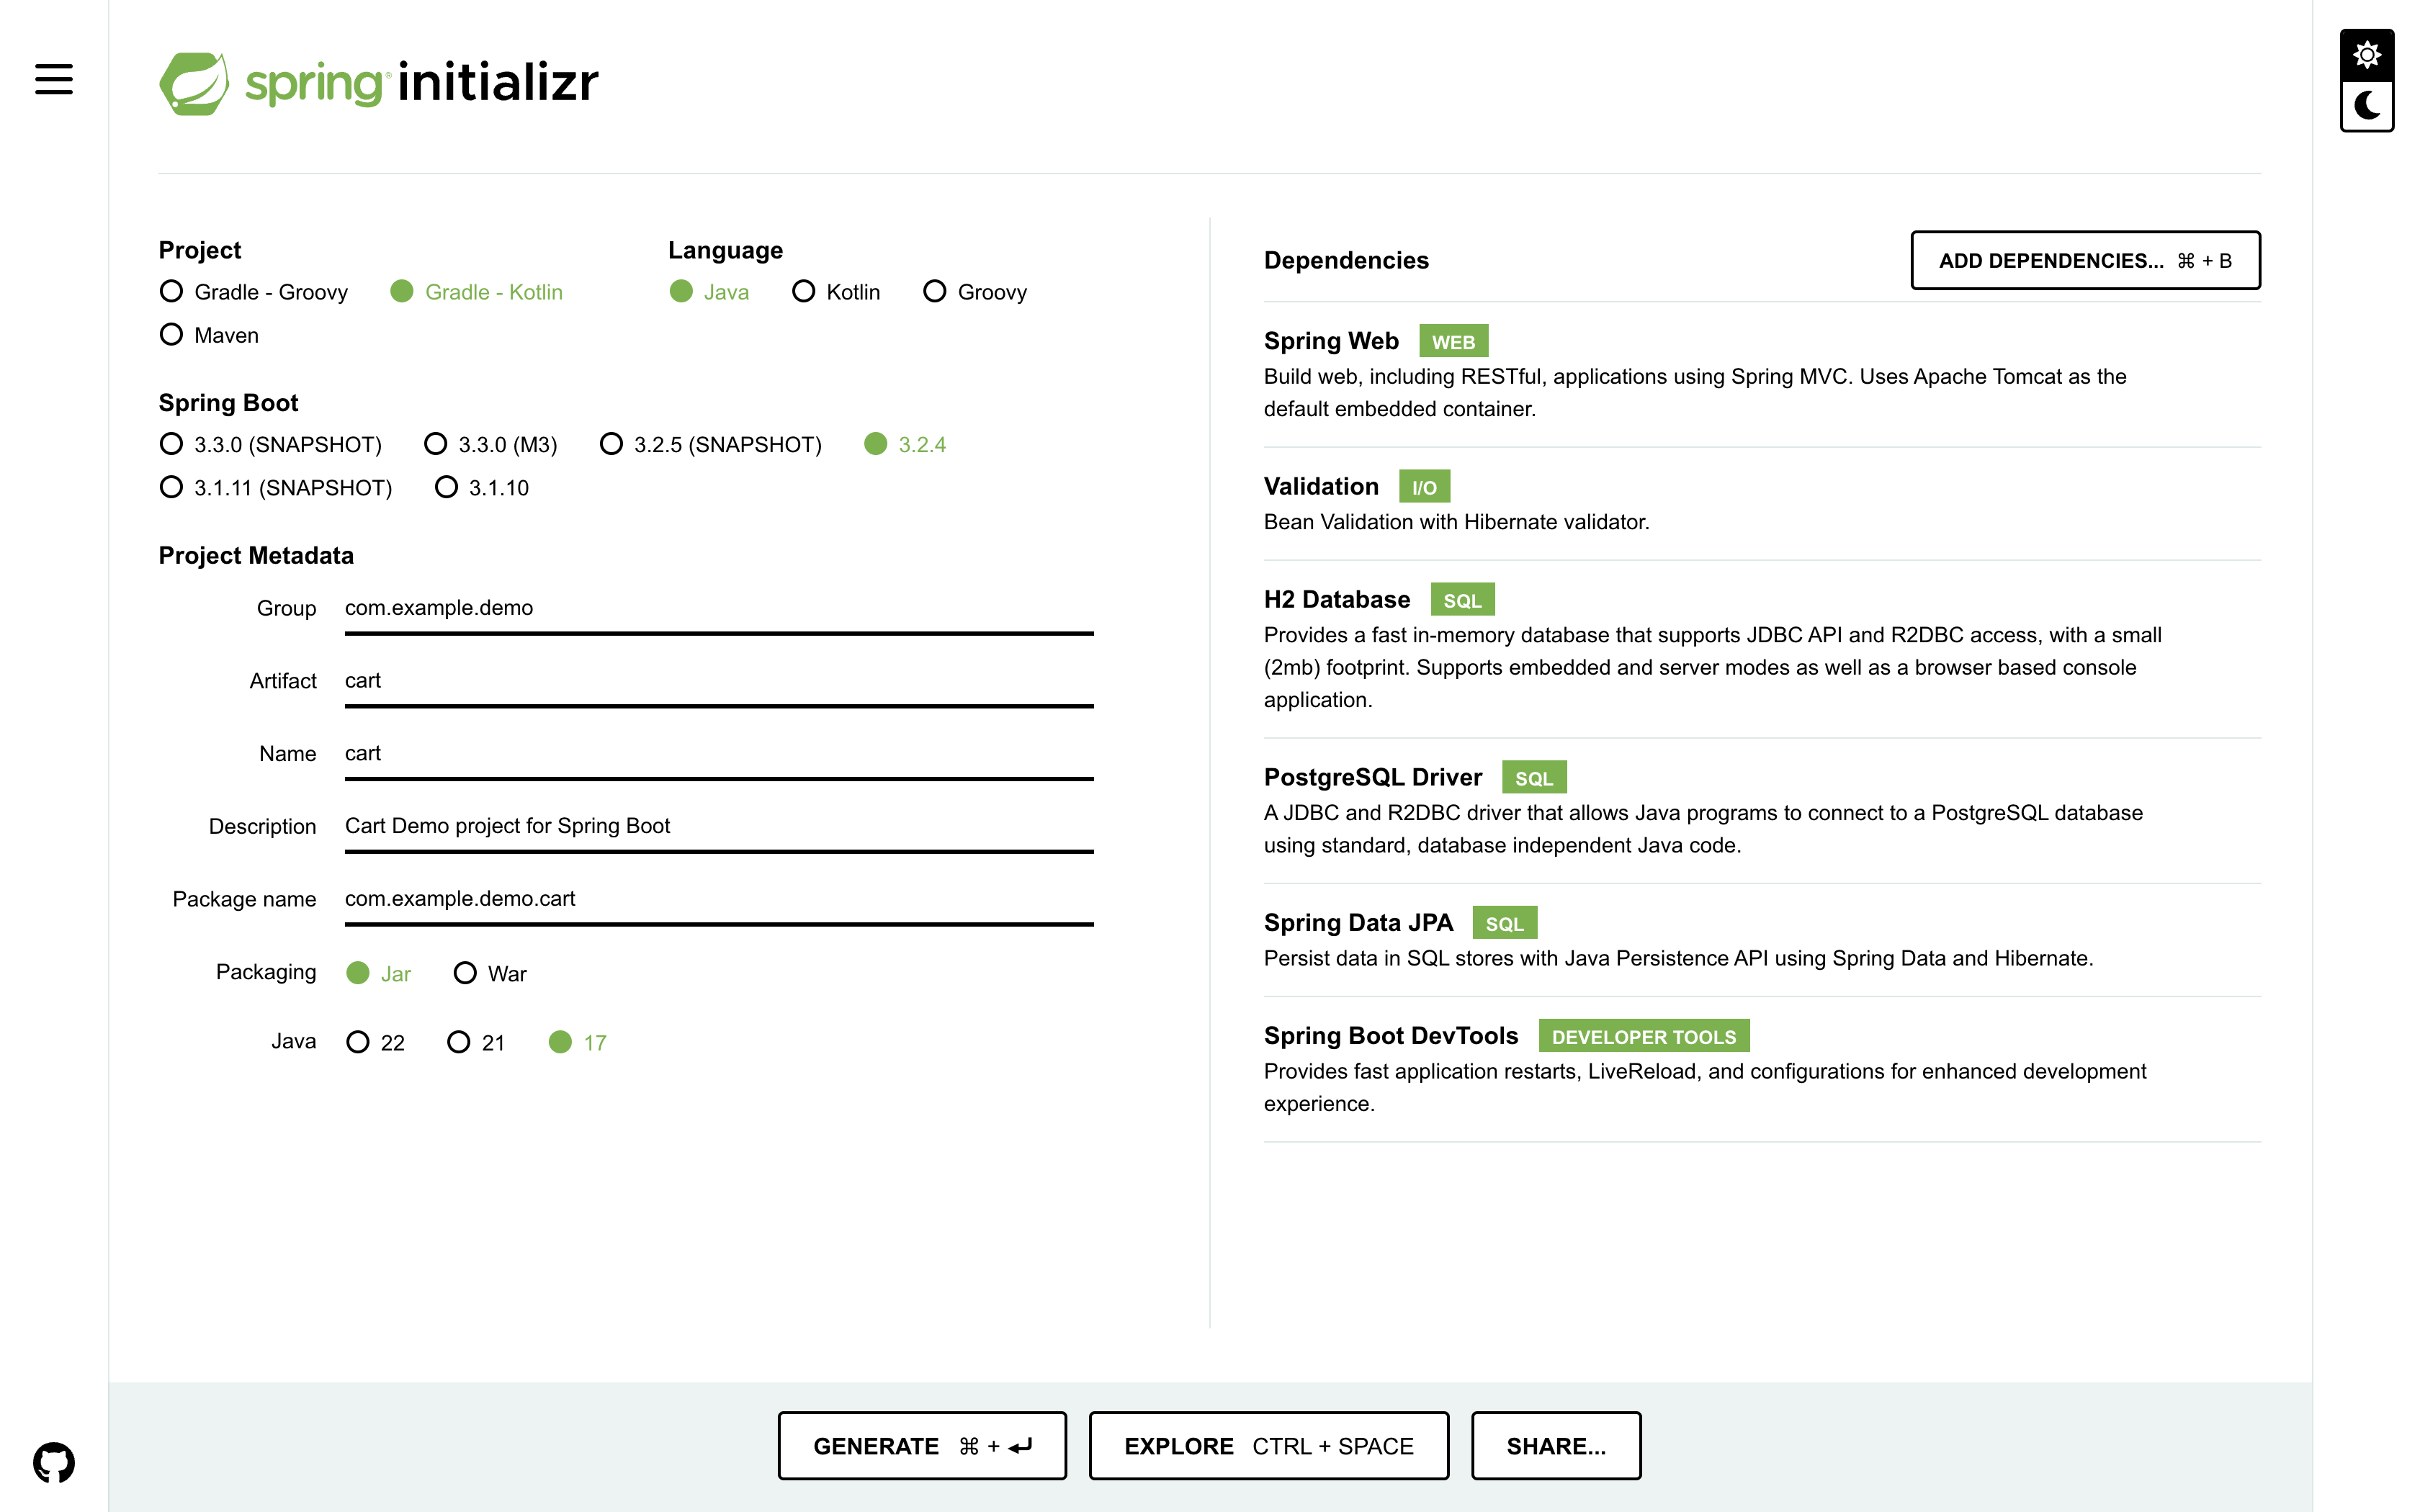 spring initializr
Project
Gradle - Groovy
Gradle - Kotlin
Maven
Language
Java
Kotlin
Groovy
Spring Boot
3.3.0 (SNAPSHOT)
3.3.0 (M3)
3.2.5 (SNAPSHOT)
3.2.4
3.1.11 (SNAPSHOT)
3.1.10
Project Metadata
Group com.example.demo
Artifact cart
Name cart
Description Cart Demo project for Spring Boot
Package name com.example.demo.cart
Packaging Jar War
Java 22 21 17
Dependencies
ADD DEPENDENCIES... ⌘ + B
Spring Web WEB
Build web, including RESTful, applications using Spring MVC. Uses Apache Tomcat as the
default embedded container.
Validation I/O
Bean Validation with Hibernate validator.
H2 Database SQL
Provides a fast in-memory database that supports JDBC API and R2DBC access, with a small
(2mb) footprint. Supports embedded and server modes as well as a browser based console
application.
PostgreSQL Driver SQL
A JDBC and R2DBC driver that allows Java programs to connect to a PostgreSQL database
using standard, database independent Java code.
Spring Data JPA SQL
Persist data in SQL stores with Java Persistence API using Spring Data and Hibernate.
Spring Boot DevTools DEVELOPER TOOLS
Provides fast application restarts, LiveReload, and configurations for enhanced development
experience.
GENERATE ⌘ + ⏎
EXPLORE CTRL + SPACE
SHARE...